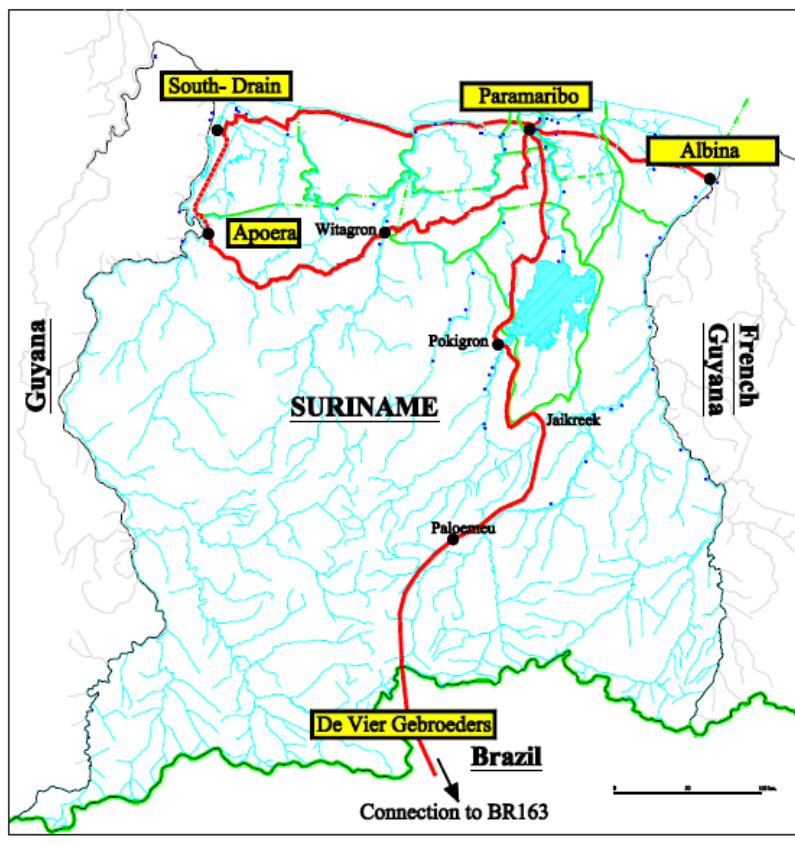 South- Drain
Paramaribo
Albina
Apoera
Witagron
Guyana
French
Guyana
Pokigron
SURINAME
Jaikreek
Paloemeu
De Vier Gebroeders
Brazil
Connection to BR163
0